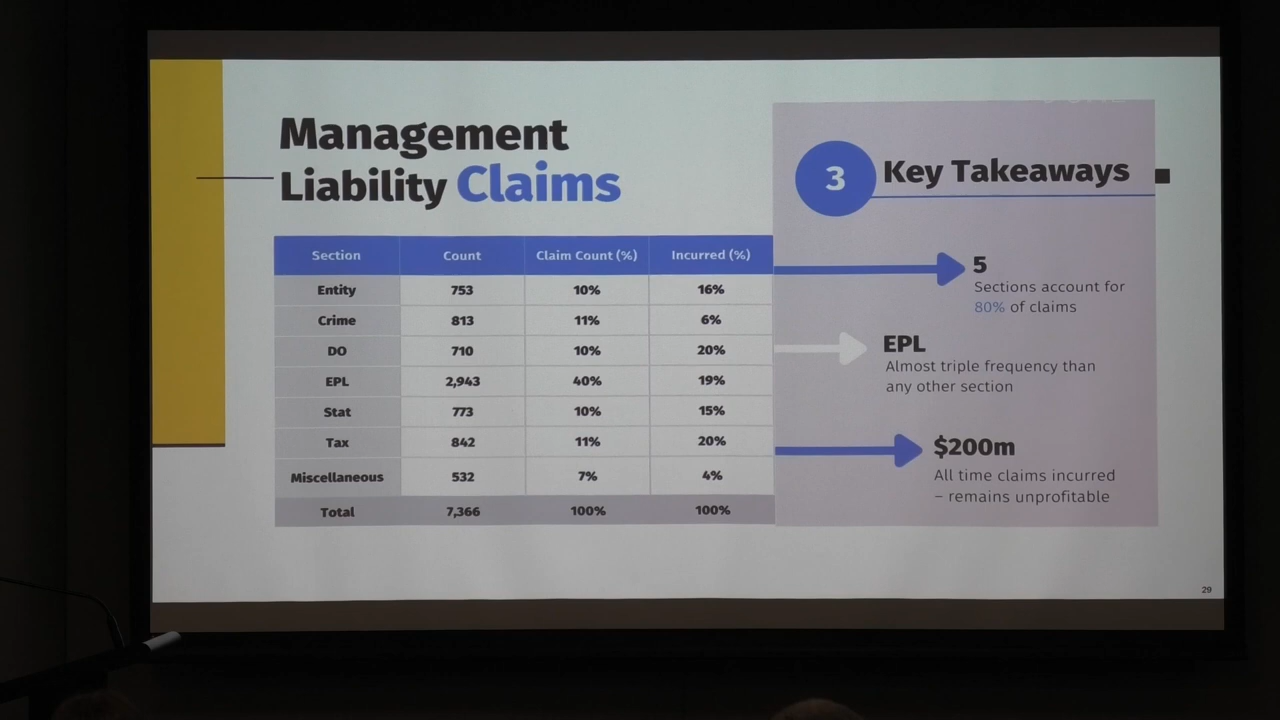 Management
Liability Claims
Section Count Claim Count (%) Incurred (%)
Entity 753 10% 16%
Crime 813 11% 6%
DO 710 10% 20%
EPL 2,943 40% 19%
Stat 773 10% 15%
Tax 842 11% 20%
Miscellaneous 532 7% 4%
Total 7,366 100% 100%
3 Key Takeaways
5
Sections account for
80% of claims
EPL
Almost triple frequency than
any other section
$200m
All time claims incurred
– remains unprofitable
29